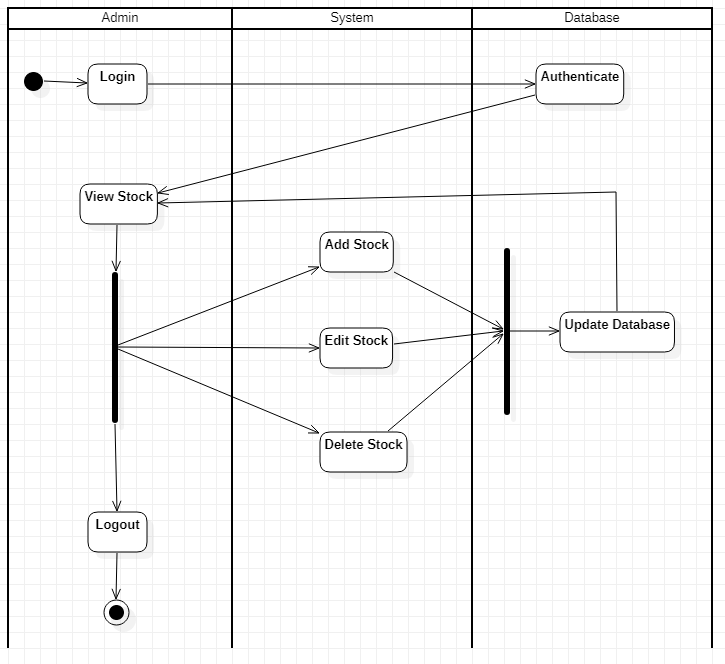 Admin
System
Database
Login
Authenticate
View Stock
Add Stock
Update Database
Edit Stock
Delete Stock
Logout